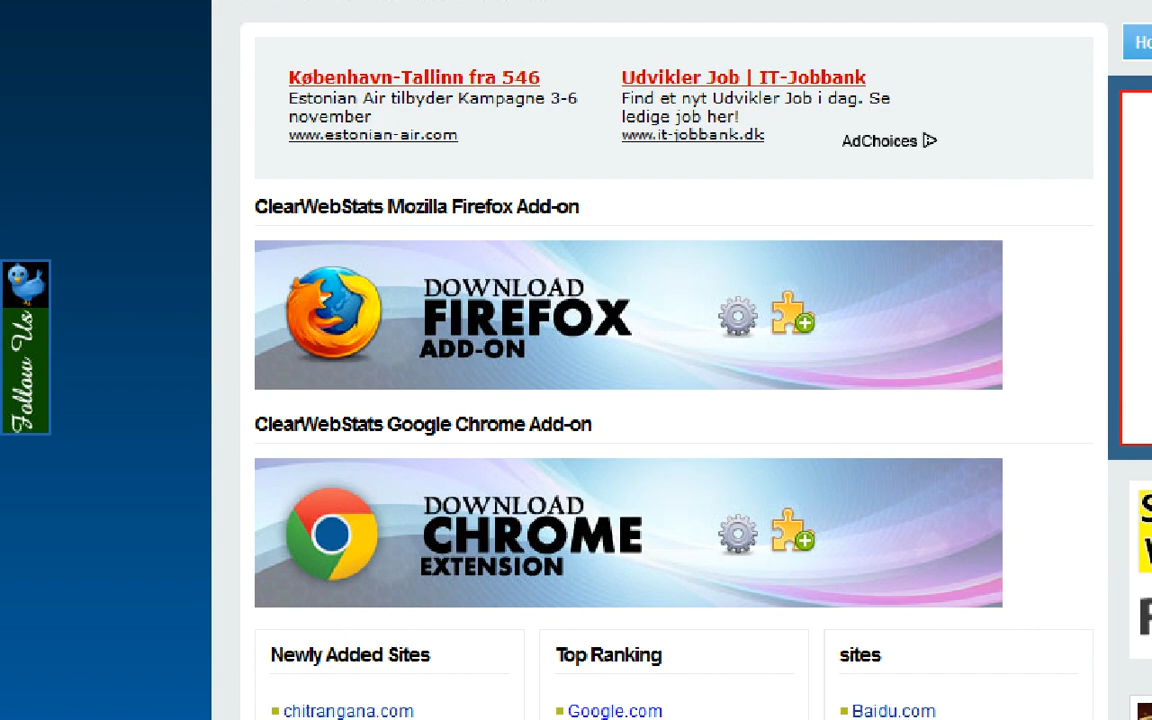 København-Tallinn fra 546
Estonian Air tilbyder Kampagne 3-6
november
www.estonian-air.com
Udvikler Job | IT-Jobbank
Find et nyt Udvikler Job i dag. Se
ledige job her!
www.it-jobbank.dk
AdChoices
ClearWebStats Mozilla Firefox Add-on
DOWNLOAD
FIREFOX
ADD-ON
Follow Us
ClearWebStats Google Chrome Add-on
DOWNLOAD
CHROME
EXTENSION
Newly Added Sites
chitrangana.com
Top Ranking
Google.com
sites
Baidu.com